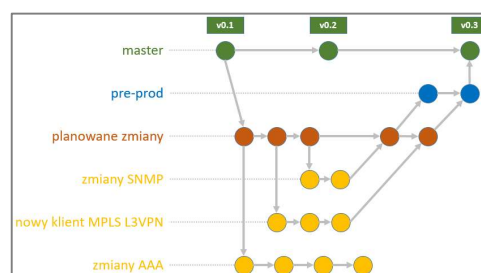 v0.1 v0.2 v0.3
master
pre-prod
planowane zmiany
zmiany SNMP
nowy klient MPLS L3VPN
zmiany AAA